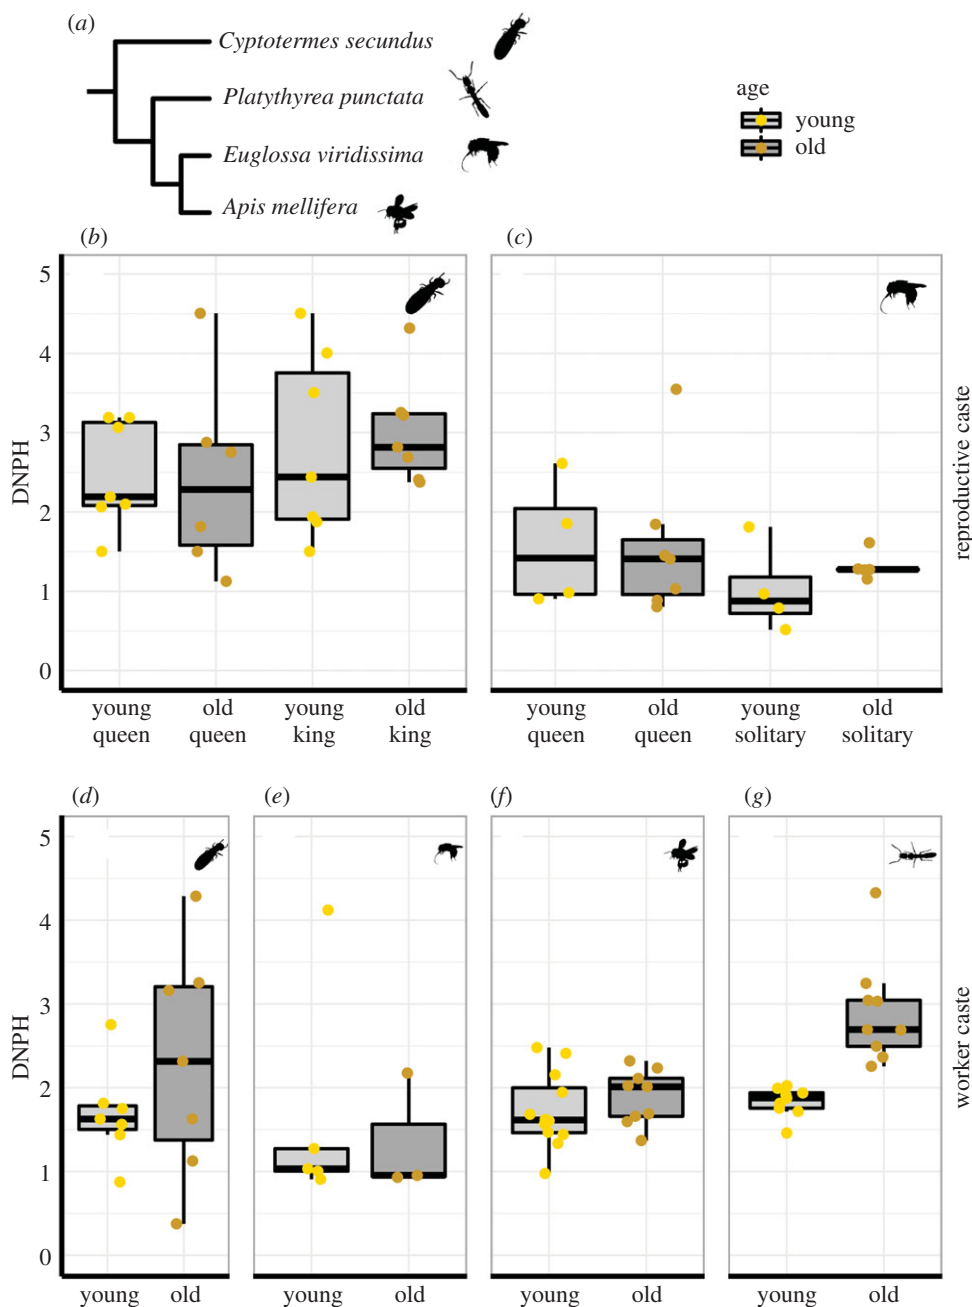 (a)
Cyptotermes secundus
Platythyrea punctata
Euglossa viridissima
Apis mellifera
age
young
old
(b)
(c)
5
4
3
2
1
0
DNPH
reproductive caste
young queen
old queen
young king
old king
young queen
old queen
young solitary
old solitary
(d)
(e)
(f)
(g)
5
4
3
2
1
0
DNPH
worker caste
young
old
young
old
young
old
young
old